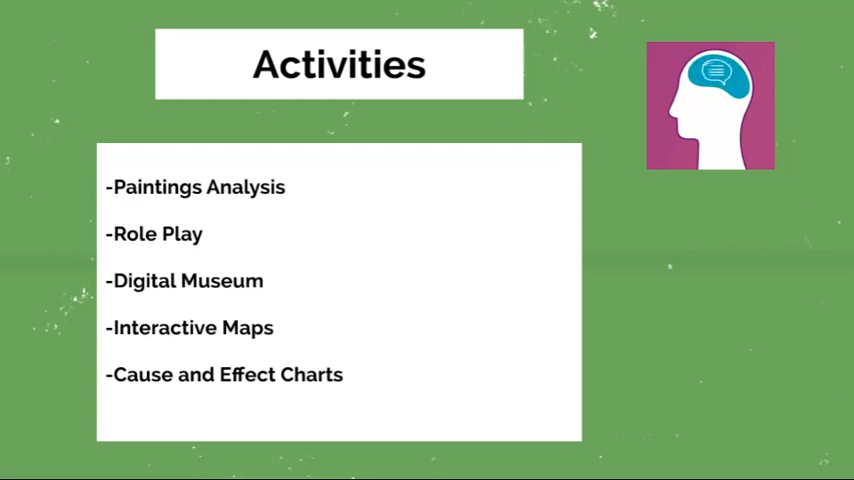 Activities
-Paintings Analysis
-Role Play
-Digital Museum
-Interactive Maps
-Cause and Effect Charts